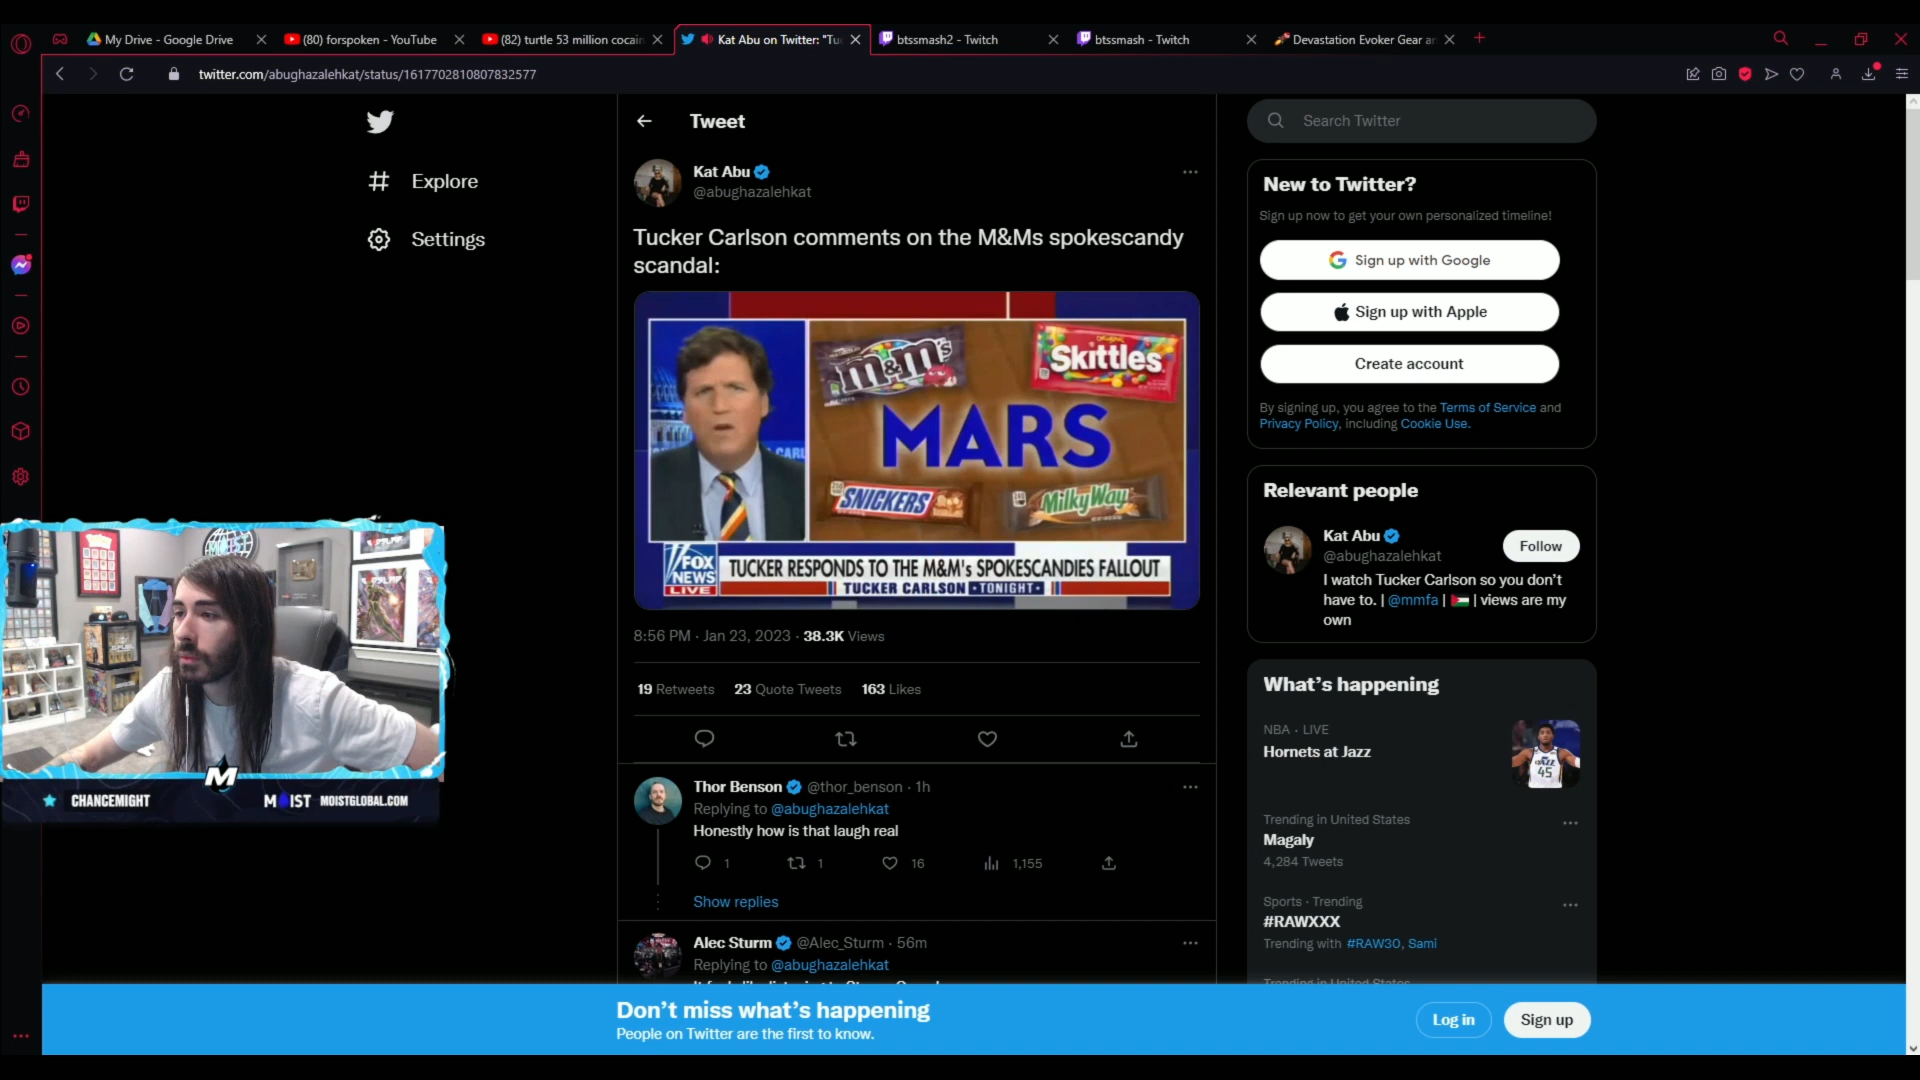 My Drive - Google Drive
(80) forspoken - YouTube
(82) turtle 53 million cocain
Kat Abu on Twitter: "Tu
btssmash2 - Twitch
btssmash - Twitch
Devastation Evoker Gear a
twitter.com/abughazalehkat/status/1617702810807832577
Explore
Settings
Tweet
Kat Abu
@abughazalehkat
Tucker Carlson comments on the M&Ms spokescandy
scandal:
m&m's
Skittles
MARS
SNICKERS
MilkyWay
FOX
NEWS
LIVE
TUCKER RESPONDS TO THE M&M's SPOKESCANDIES FALLOUT
TUCKER CARLSON TONIGHT
8:56 PM · Jan 23, 2023 · 38.3K Views
19 Retweets 23 Quote Tweets 163 Likes
Thor Benson @thor_benson · 1h
Replying to @abughazalehkat
Honestly how is that laugh real
1 1 16 1,155
Show replies
Alec Sturm @Alec_Sturm · 56m
Replying to @abughazalehkat
Search Twitter
New to Twitter?
Sign up now to get your own personalized timeline!
Sign up with Google
Sign up with Apple
Create account
By signing up, you agree to the Terms of Service and
Privacy Policy, including Cookie Use.
Relevant people
Kat Abu
@abughazalehkat
Follow
I watch Tucker Carlson so you don't
have to. | @mmfa | 🇵🇸 | views are my
own
What's happening
NBA · LIVE
Hornets at Jazz
JAZZ
45
Trending in United States
Magaly
4,284 Tweets
Sports · Trending
#RAWXXX
Trending with #RAW30, Sami
Trending in United States
M
CHANCEMIGHT
MOIST
MOISTGLOBAL.COM
Don't miss what's happening
People on Twitter are the first to know.
Log in
Sign up